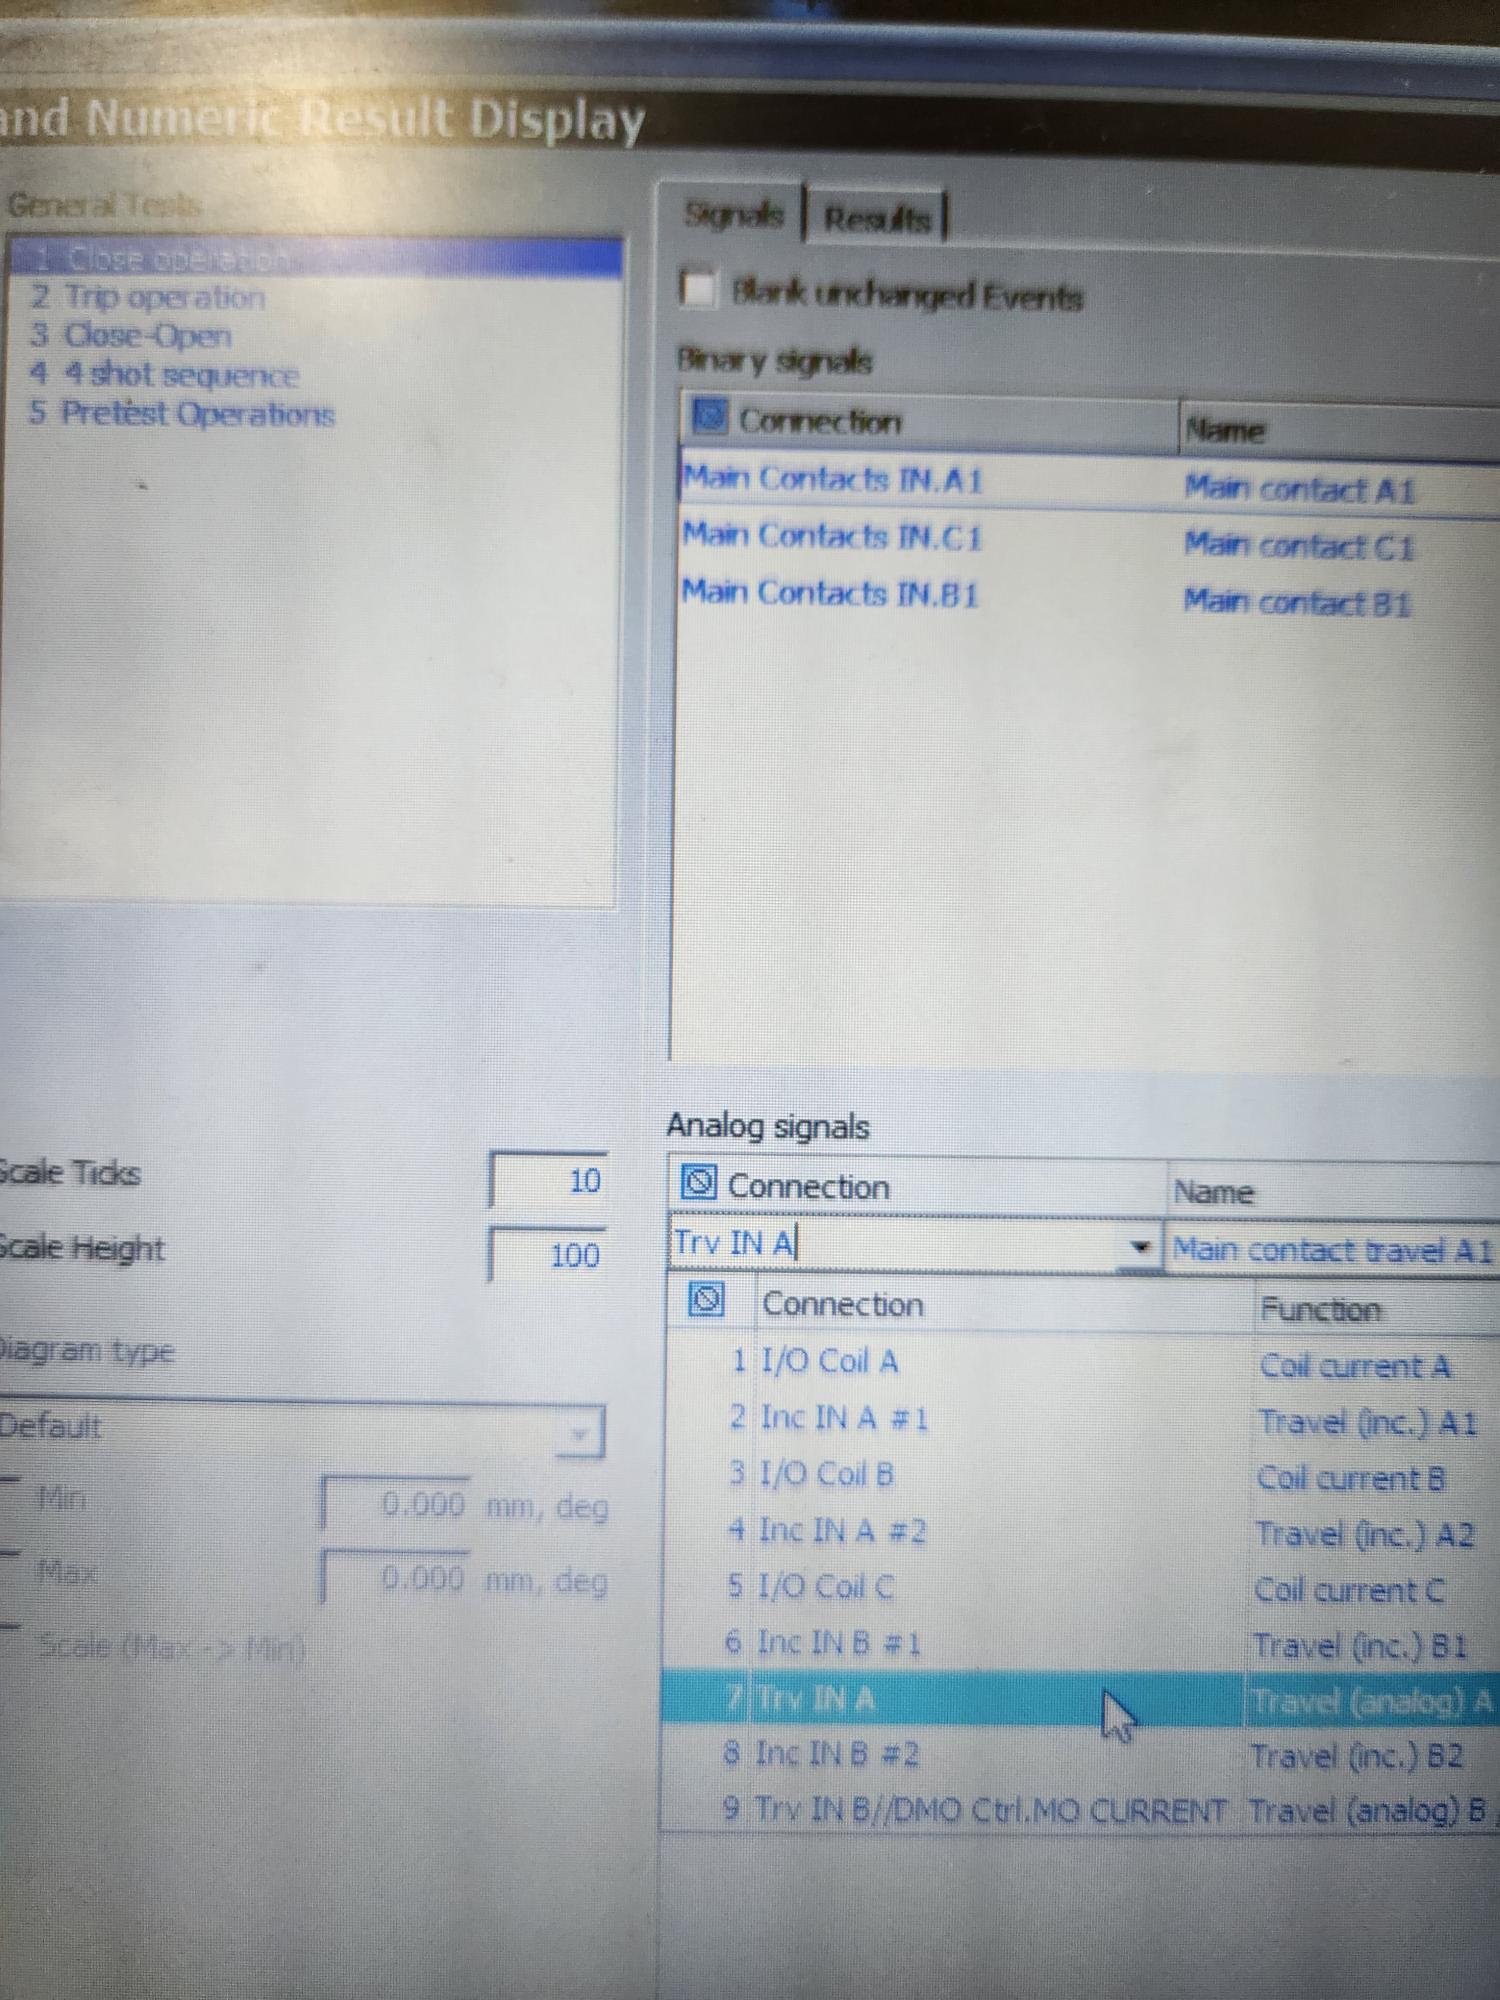 and Numeric Result Display
General Tests
1 Close operation
2 Trip operation
3 Close-Open
4 4 shot sequence
5 Pretest Operations
Scale Ticks 10
Scale Height 100
Diagram type
Default
Min 0.000 mm, deg
Max 0.000 mm, deg
Scale (Max -> Min)
Signals Results
Blank unchanged Events
Binary signals
Connection Name
Main Contacts IN.A1 Main contact A1
Main Contacts IN.C1 Main contact C1
Main Contacts IN.B1 Main contact B1
Analog signals
Connection Name
Trv IN A Main contact travel A1
Connection Function
1 I/O Coil A Coil current A
2 Inc IN A #1 Travel (inc.) A1
3 I/O Coil B Coil current B
4 Inc IN A #2 Travel (inc.) A2
5 I/O Coil C Coil current C
6 Inc IN B #1 Travel (inc.) B1
7 Trv IN A Travel (analog) A
8 Inc IN B #2 Travel (inc.) B2
9 Trv IN B//DMO Ctrl.MO CURRENT Travel (analog) B